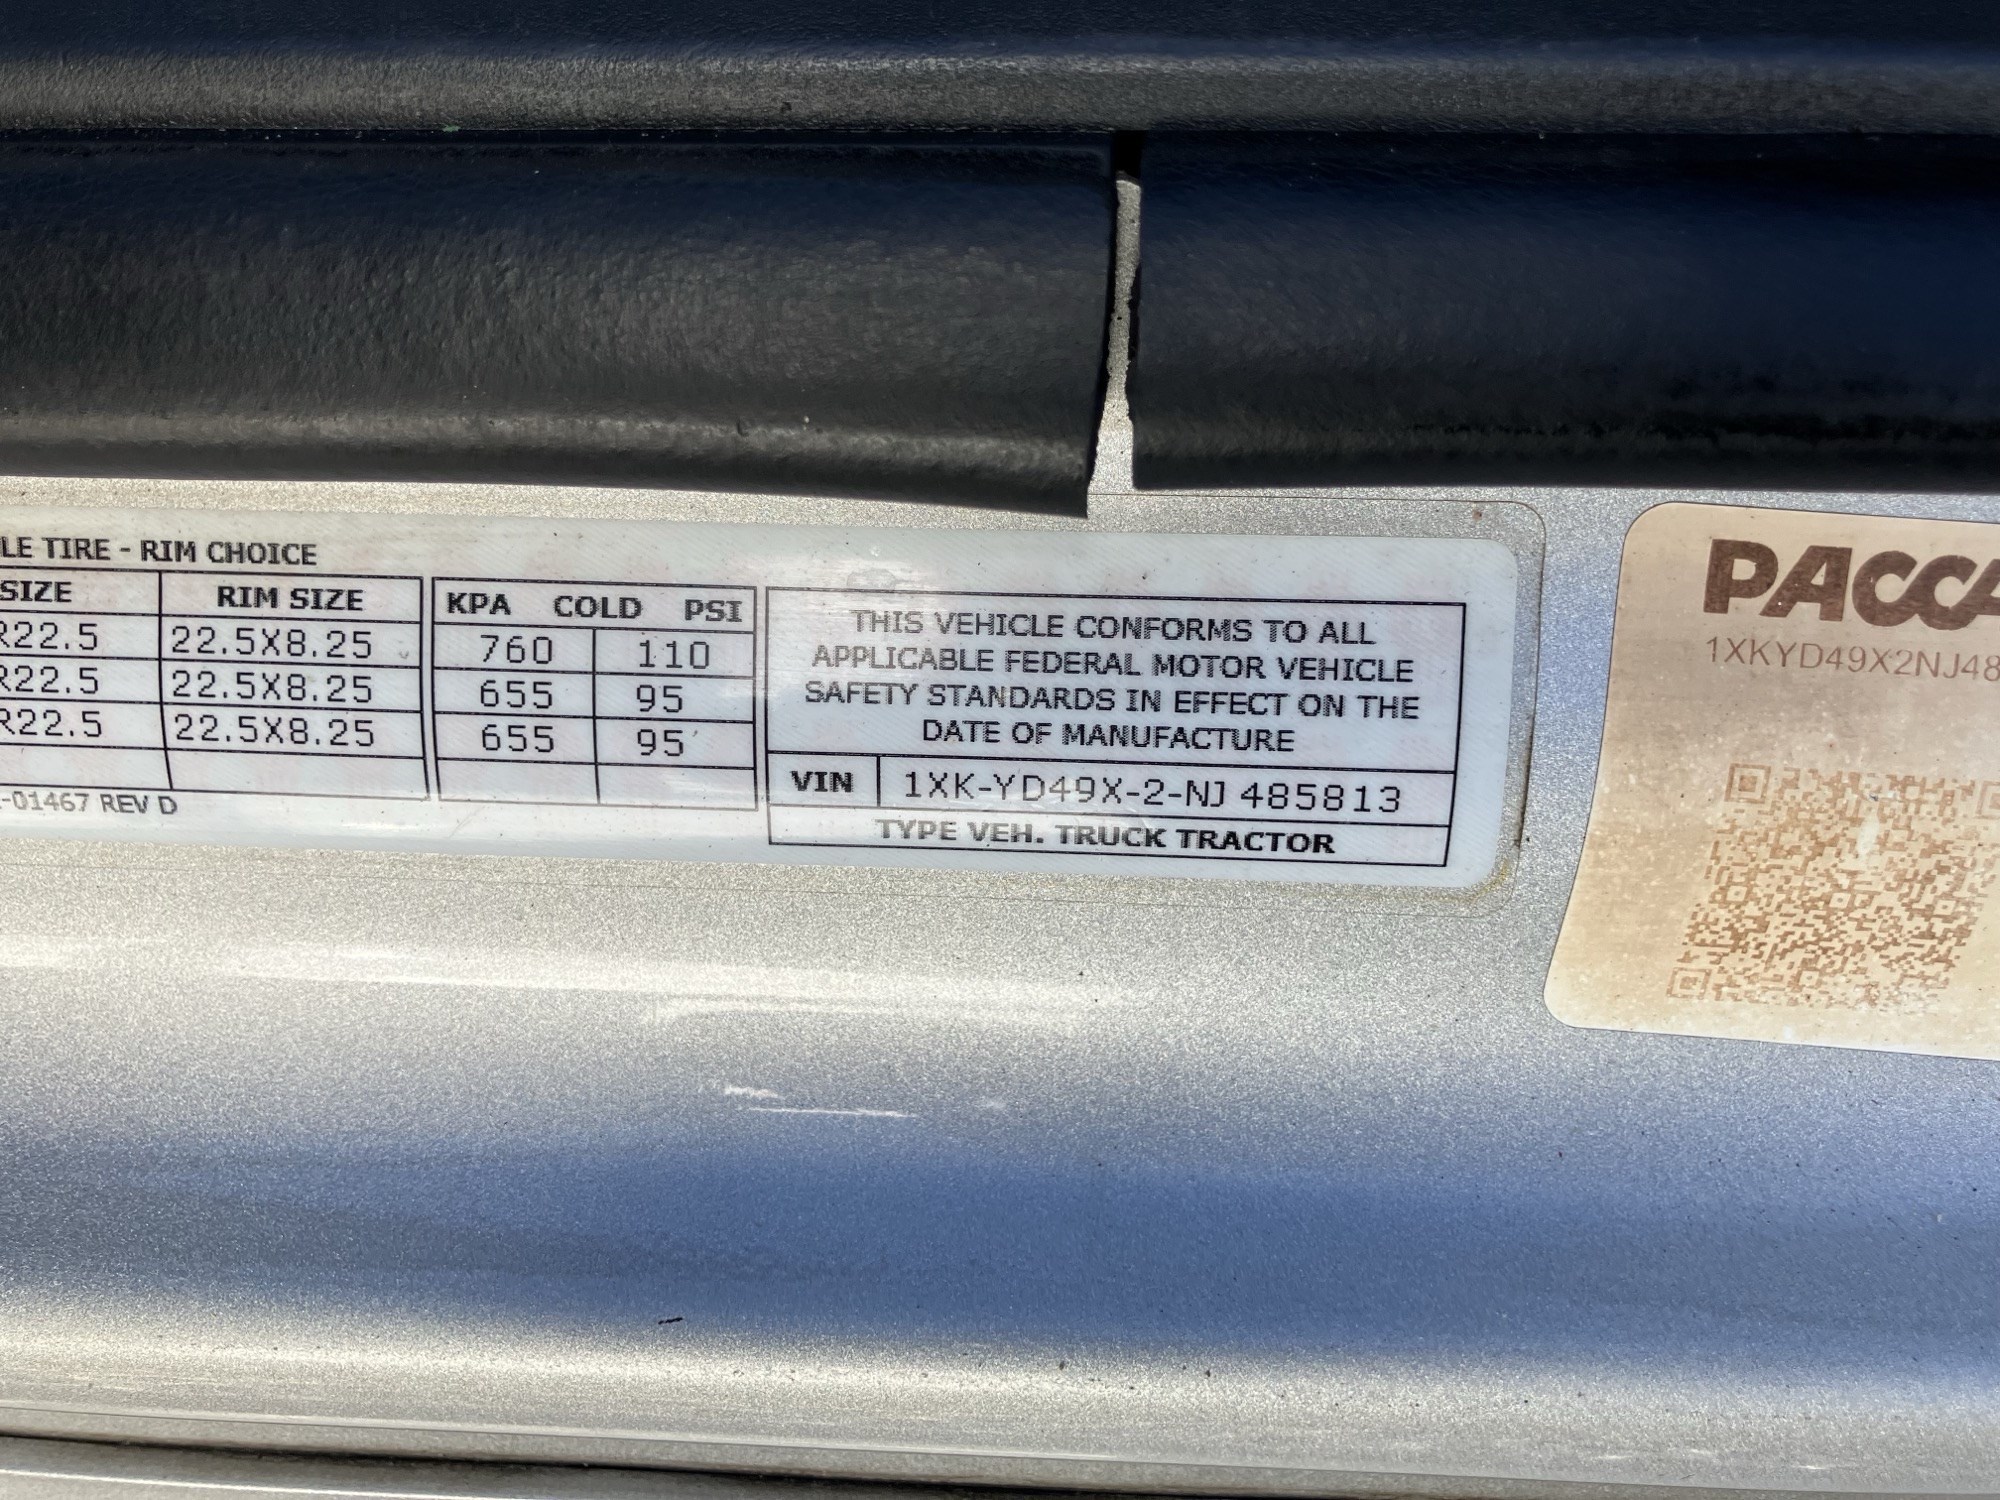 LE TIRE - RIM CHOICE
SIZE RIM SIZE KPA COLD PSI
R22.5 22.5X8.25 760 110
R22.5 22.5X8.25 655 95
R22.5 22.5X8.25 655 95
-01467 REV D
THIS VEHICLE CONFORMS TO ALL
APPLICABLE FEDERAL MOTOR VEHICLE
SAFETY STANDARDS IN EFFECT ON THE
DATE OF MANUFACTURE
VIN 1XK-YD49X-2-NJ 485813
TYPE VEH. TRUCK TRACTOR
PACCA
1XKYD49X2NJ48